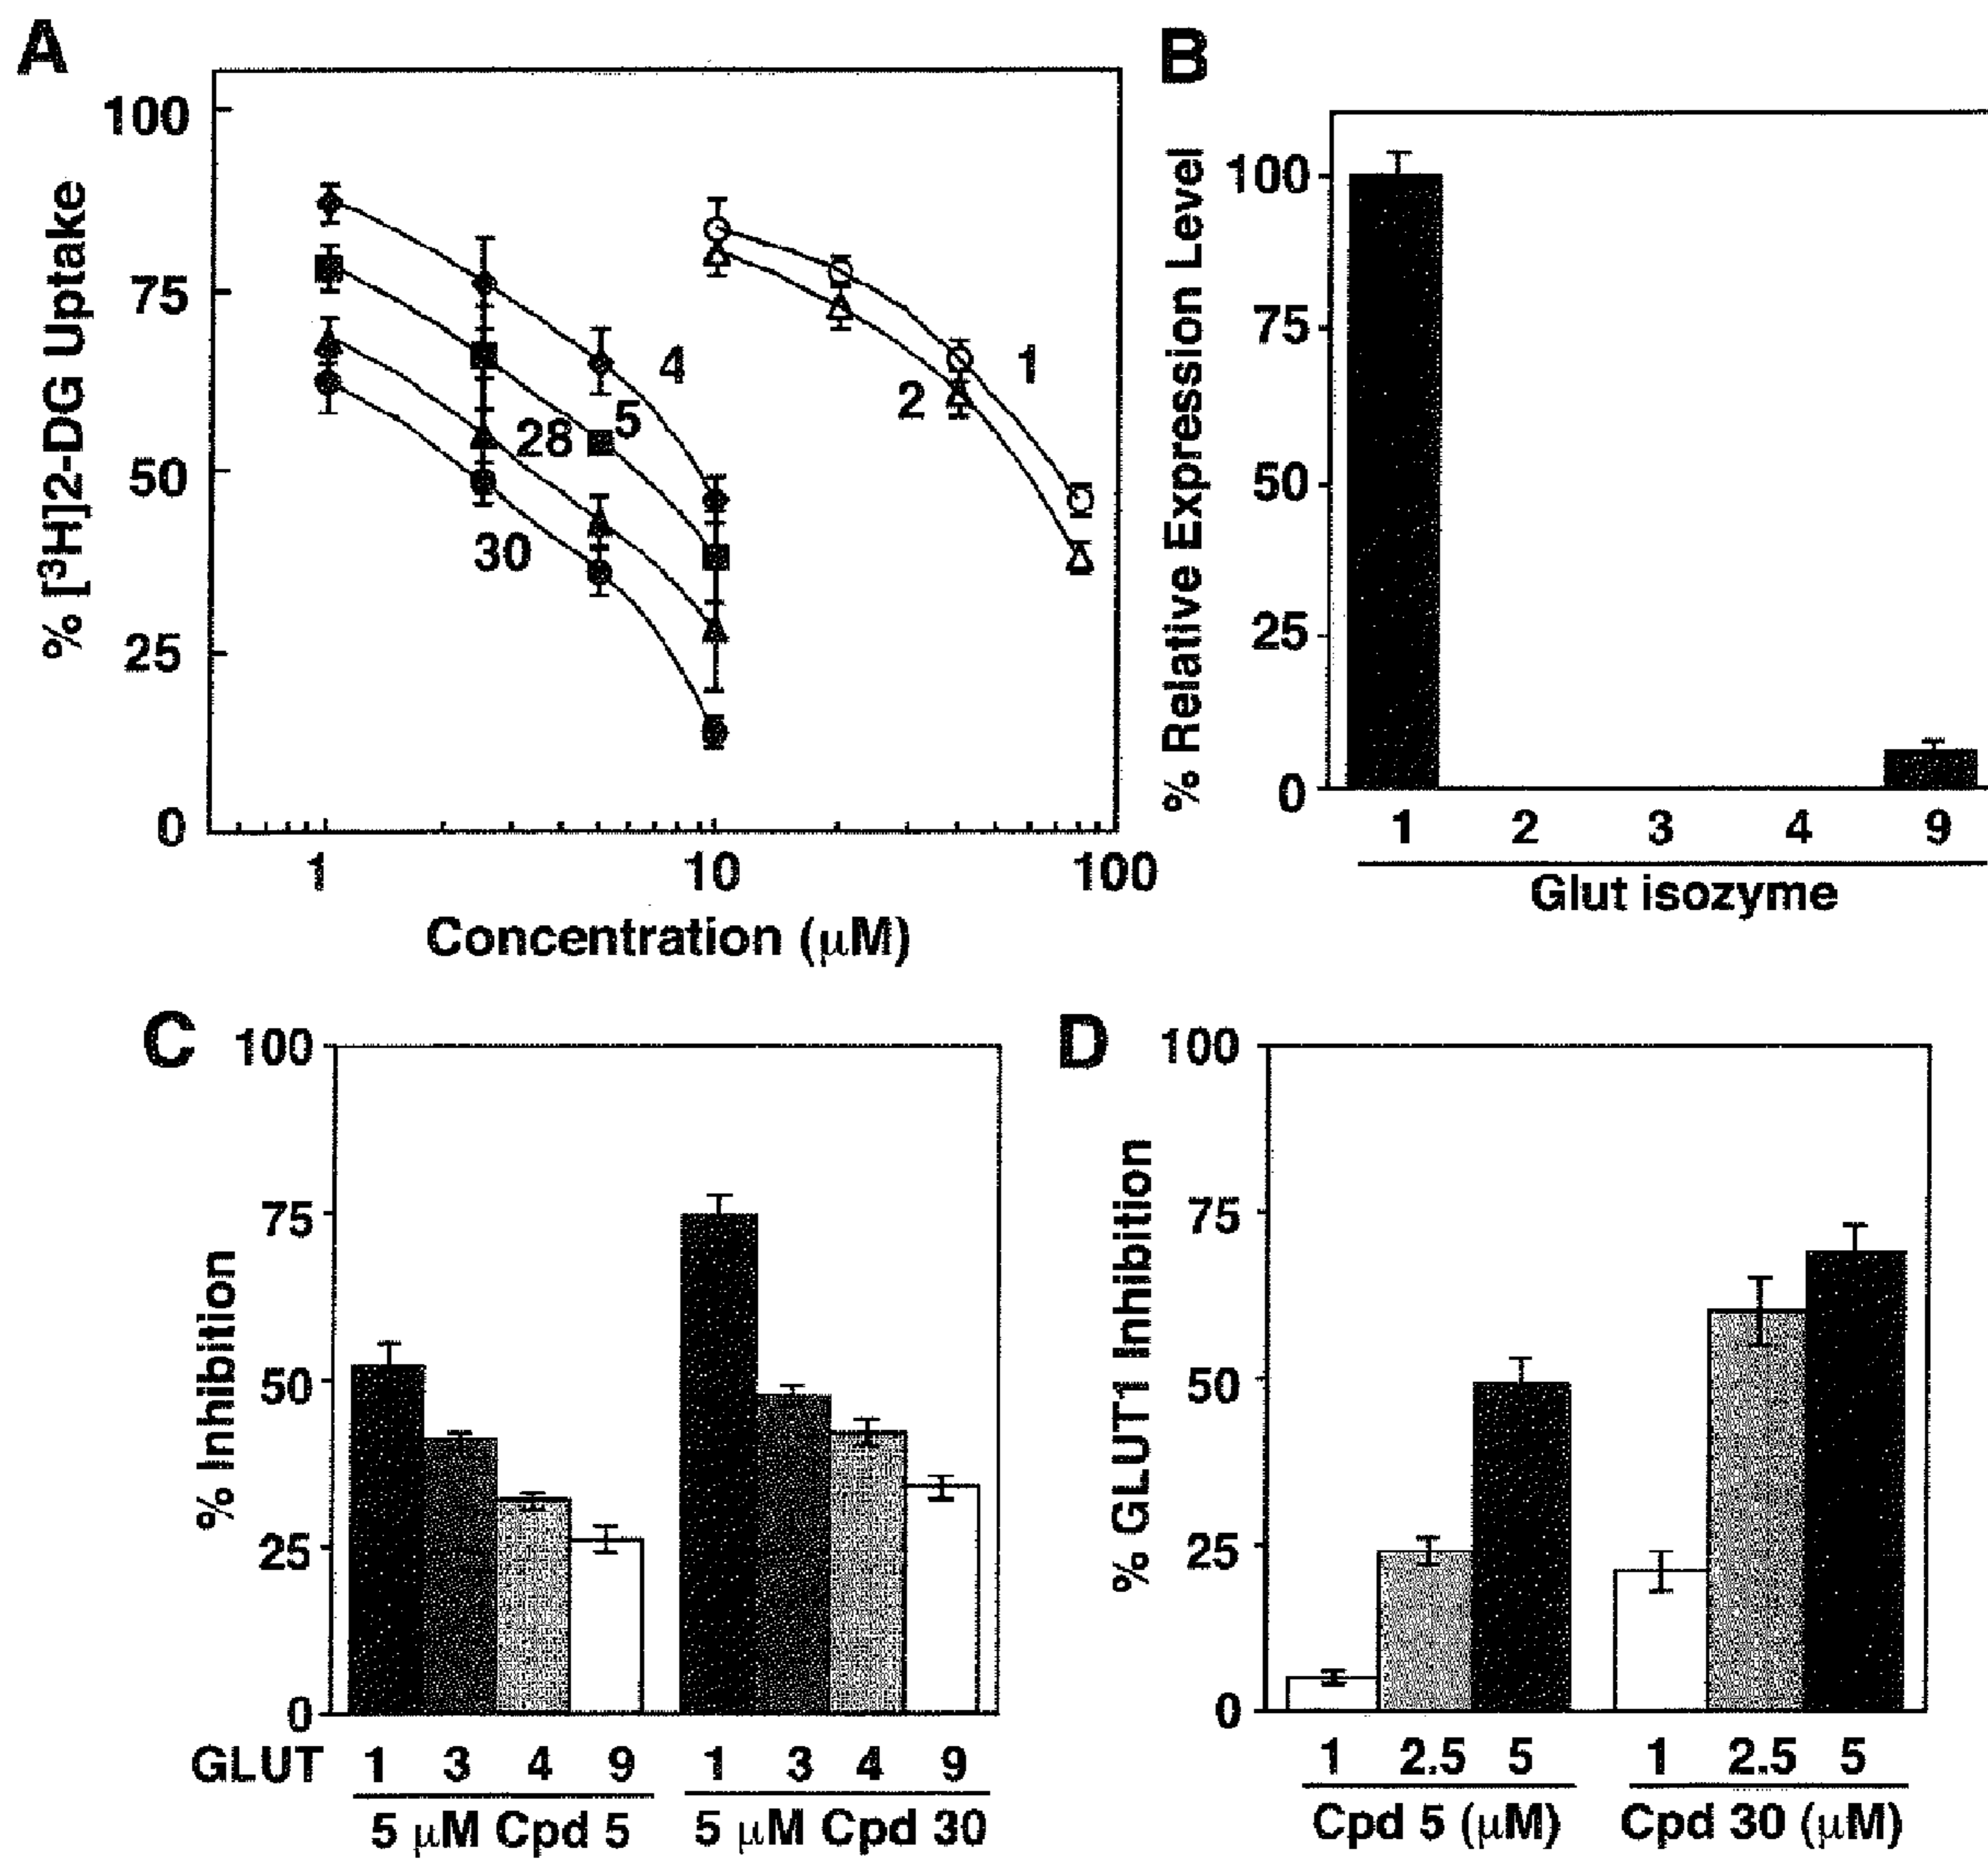 A
% [³H]2-DG Uptake
100
75
50
25
0
4
5
28
30
1
2
1 10 100
Concentration (μM)
B
% Relative Expression Level
100
75
50
25
0
1 2 3 4 9
Glut isozyme
C
% Inhibition
100
75
50
25
0
GLUT 1 3 4 9 1 3 4 9
5 μM Cpd 5 5 μM Cpd 30
D
% GLUT1 Inhibition
100
75
50
25
0
1 2.5 5 1 2.5 5
Cpd 5 (μM) Cpd 30 (μM)